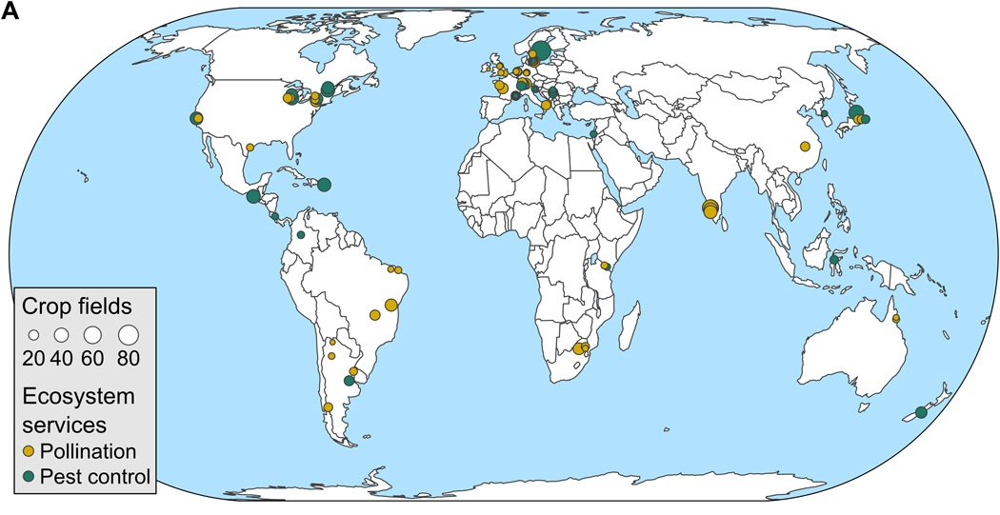 A
Crop fields
20 40 60 80
Ecosystem
services
Pollination
Pest control